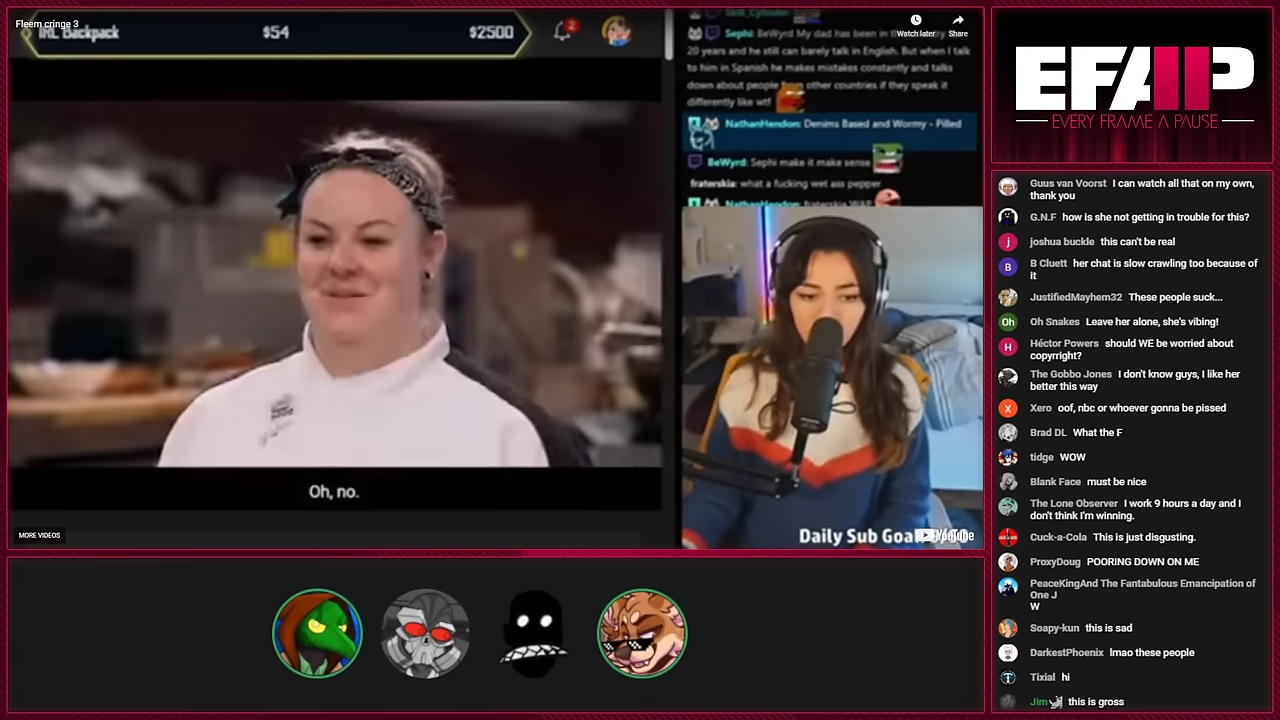 Fleem cringe 3
IRL Backpack
$54
$2500
2
Watch later
Share
Skill_Cylinder
Sephi: BeWyrd My dad has been in
20 years and he still can barely talk in English. But when I talk
to him in Spanish he makes mistakes constantly and talks
down about people from other countries if they speak it
differently like wtf
NathanHendon: Denims Based and Wormy - Pilled
BeWyrd: Sephi make it make sense
fraterskia: what a fucking wet ass pepper
NathanHendon: fraterskia WAP
Oh, no.
MORE VIDEOS
Daily Sub Goal
YouTube
EFAP
EVERY FRAME A PAUSE
Guus van Voorst I can watch all that on my own,
thank you
G.N.F how is she not getting in trouble for this?
j
joshua buckle this can't be real
B
B Cluett her chat is slow crawling too because of
it
JustifiedMayhem32 These people suck...
Oh
Oh Snakes Leave her alone, she's vibing!
H
Héctor Powers should WE be worried about
copyrright?
The Gobbo Jones I don't know guys, I like her
better this way
X
Xero oof, nbc or whoever gonna be pissed
Brad DL What the F
tidge WOW
Blank Face must be nice
The Lone Observer I work 9 hours a day and I
don't think I'm winning.
Cuck-a-Cola This is just disgusting.
ProxyDoug POORING DOWN ON ME
PeaceKingAnd The Fantabulous Emancipation of
One J
W
Soapy-kun this is sad
DarkestPhoenix lmao these people
Tixial hi
Jim this is gross